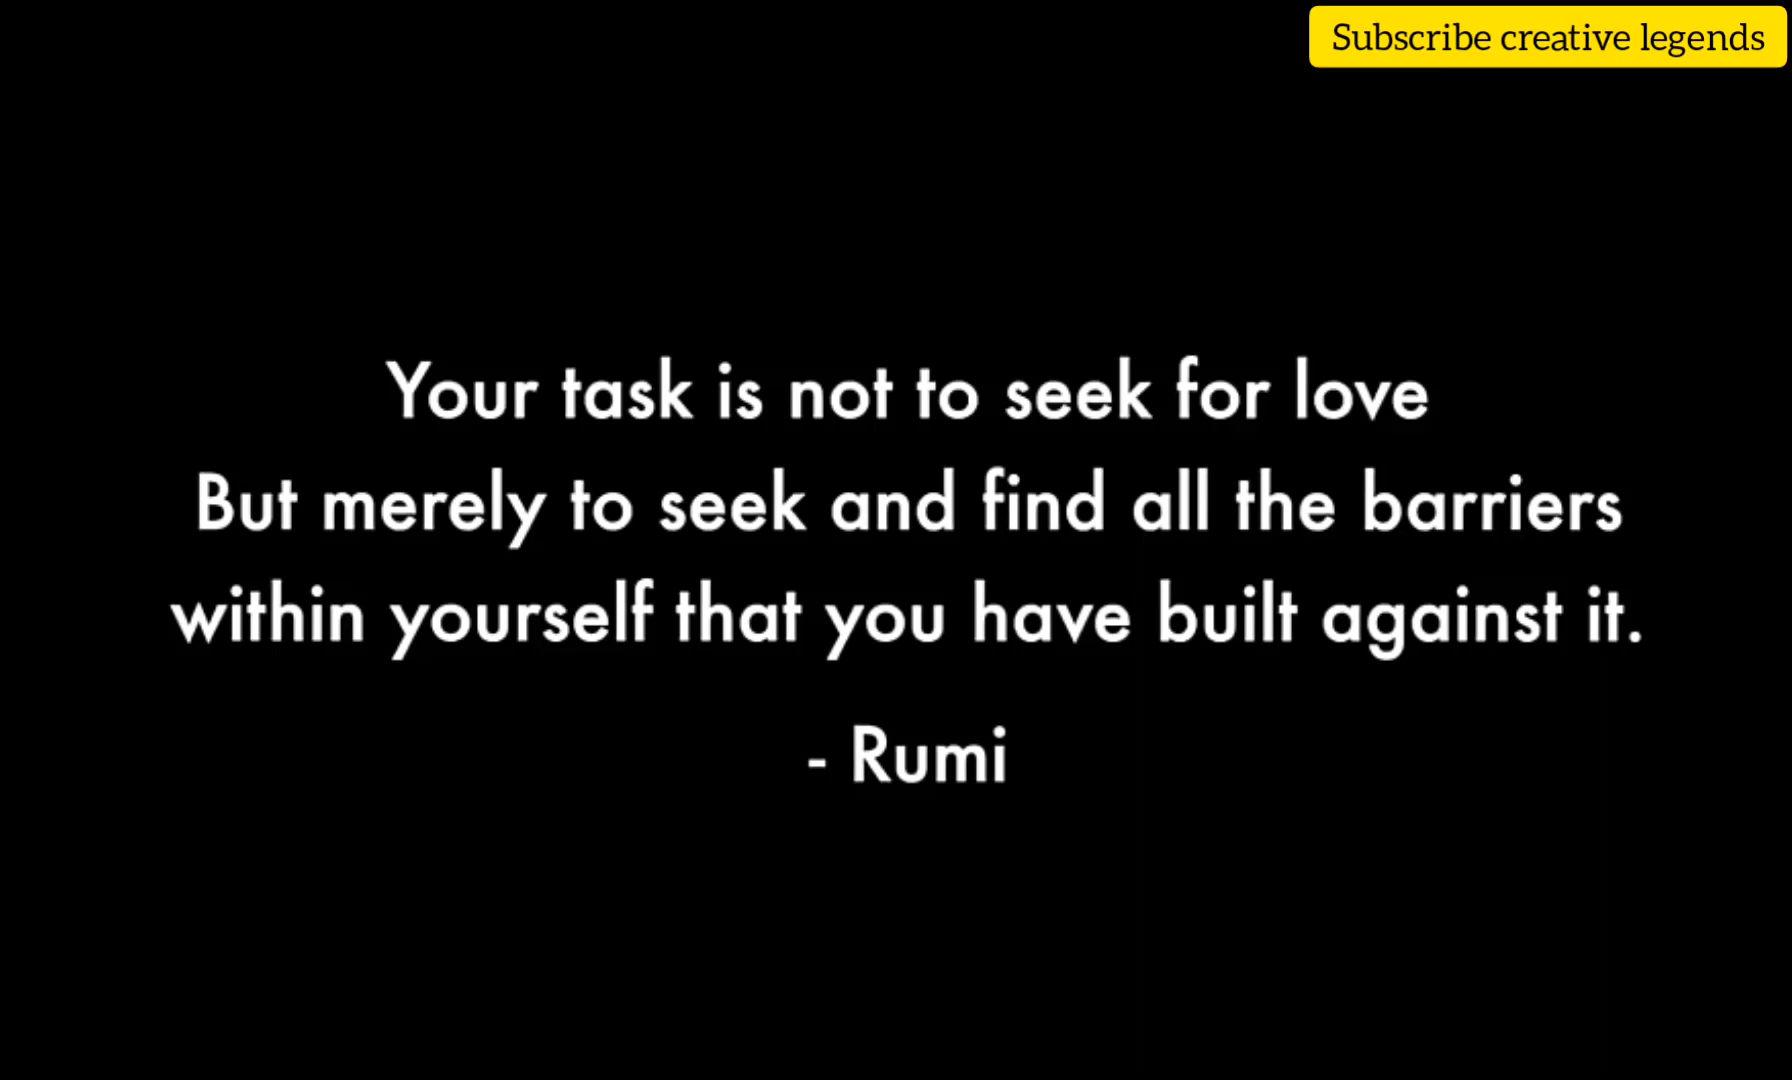 Subscribe creative legends
Your task is not to seek for love
But merely to seek and find all the barriers
within yourself that you have built against it.
- Rumi